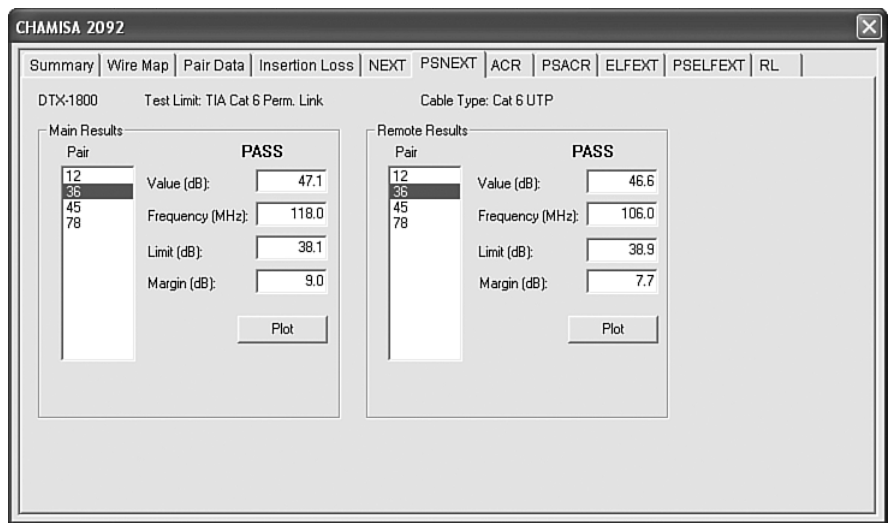 CHAMISA 2092
Summary Wire Map Pair Data Insertion Loss NEXT PSNEXT ACR PSACR ELFEXT PSELFEXT RL
DTX-1800 Test Limit: TIA Cat 6 Perm. Link Cable Type: Cat 6 UTP
Main Results
Pair PASS
12
36
45
78
Value (dB): 47.1
Frequency (MHz): 118.0
Limit (dB): 38.1
Margin (dB): 9.0
Plot
Remote Results
Pair PASS
12
36
45
78
Value (dB): 46.6
Frequency (MHz): 106.0
Limit (dB): 38.9
Margin (dB): 7.7
Plot